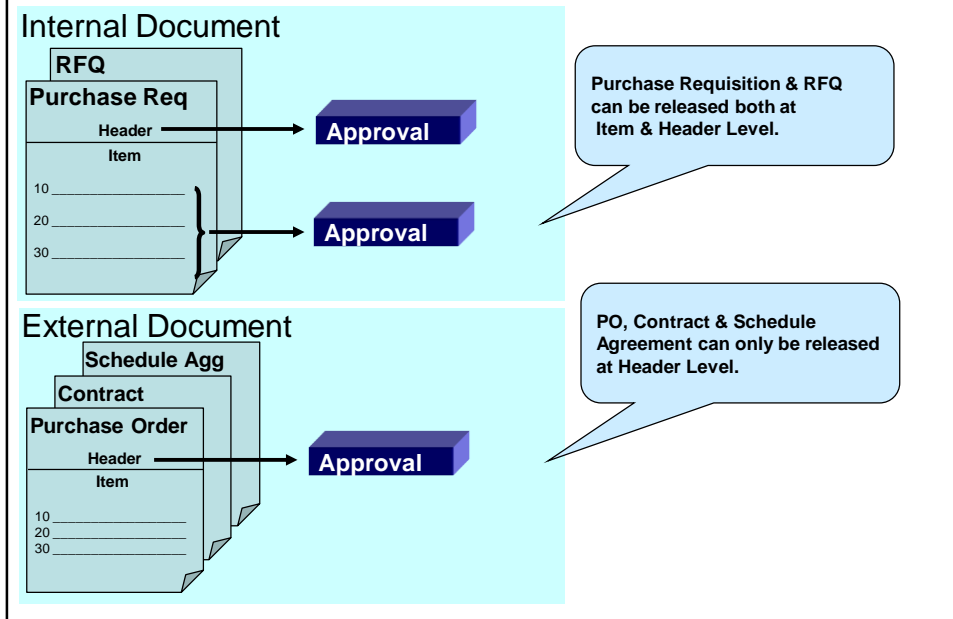 Internal Document
RFQ
Purchase Req
Header
Approval
Item
10
20
Approval
30
Purchase Requisition & RFQ
can be released both at
Item & Header Level.
External Document
Schedule Agg
Contract
Purchase Order
Header
Approval
Item
10
20
30
PO, Contract & Schedule
Agreement can only be released
at Header Level.